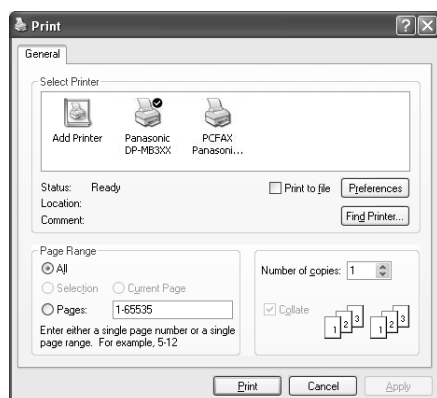 Print
General
Select Printer
Add Printer
Panasonic
DP-MB3XX
PCFAX
Panasoni...
Status: Ready
Location:
Comment:
Print to file
Preferences
Find Printer...
Page Range
All
Selection
Current Page
Pages: 1-65535
Enter either a single page number or a single
page range. For example, 5-12
Number of copies: 1
Collate
1 2 3 1 2 3
Print Cancel Apply